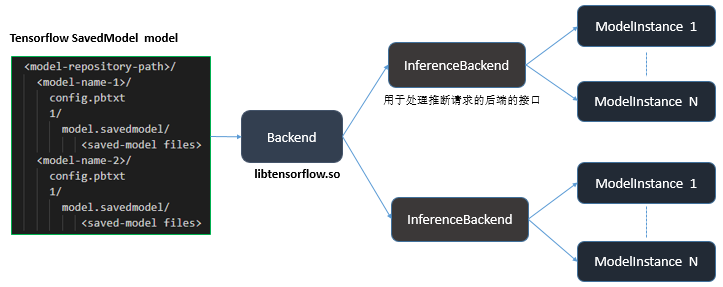 Tensorflow SavedModel model
<model-repository-path>/
<model-name-1>/
config.pbtxt
1/
model.savedmodel/
<saved-model files>
<model-name-2>/
config.pbtxt
1/
model.savedmodel/
<saved-model files>
Backend
libtensorflow.so
InferenceBackend
用于处理推断请求的后端的接口
ModelInstance 1
ModelInstance N
InferenceBackend
ModelInstance 1
ModelInstance N